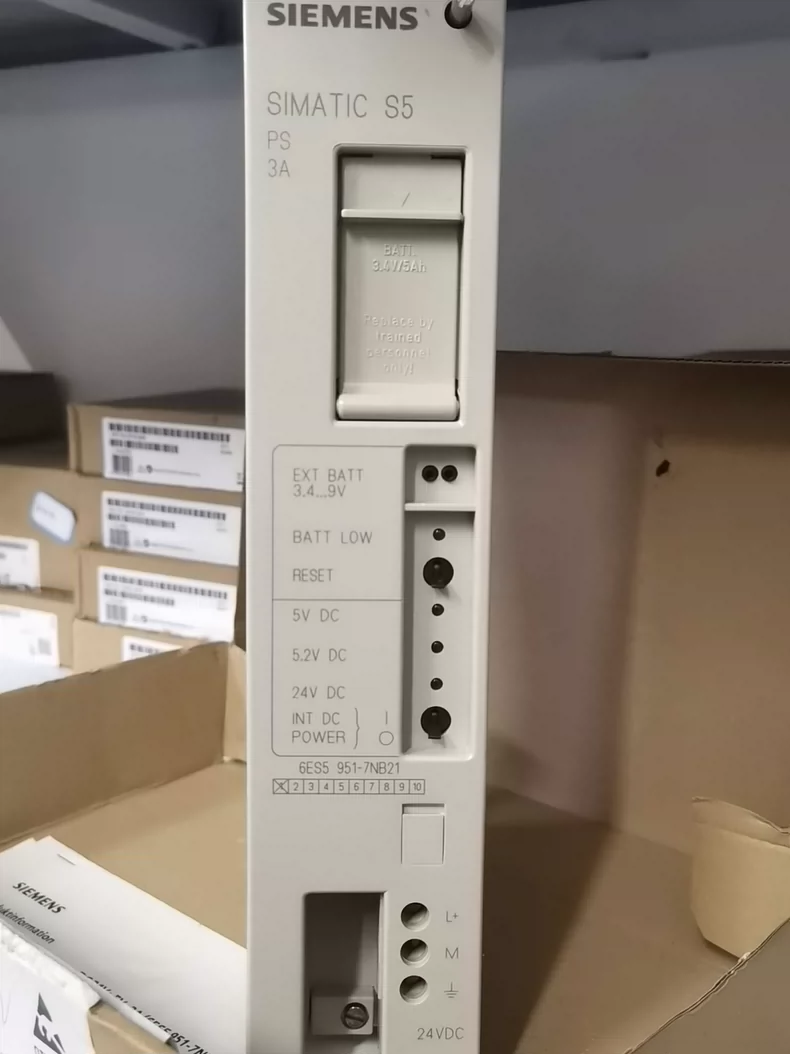 SIEMENS
SIMATIC S5
PS
3A
BATT.
3.4V/5Ah
Replace by
trained
personnel
only!
EXT BATT
3.4...9V
BATT LOW
RESET
5V DC
5.2V DC
24V DC
INT DC
POWER
I
O
6ES5 951-7NB21
1 2 3 4 5 6 7 8 9 10
L+
M
24VDC
SIEMENS